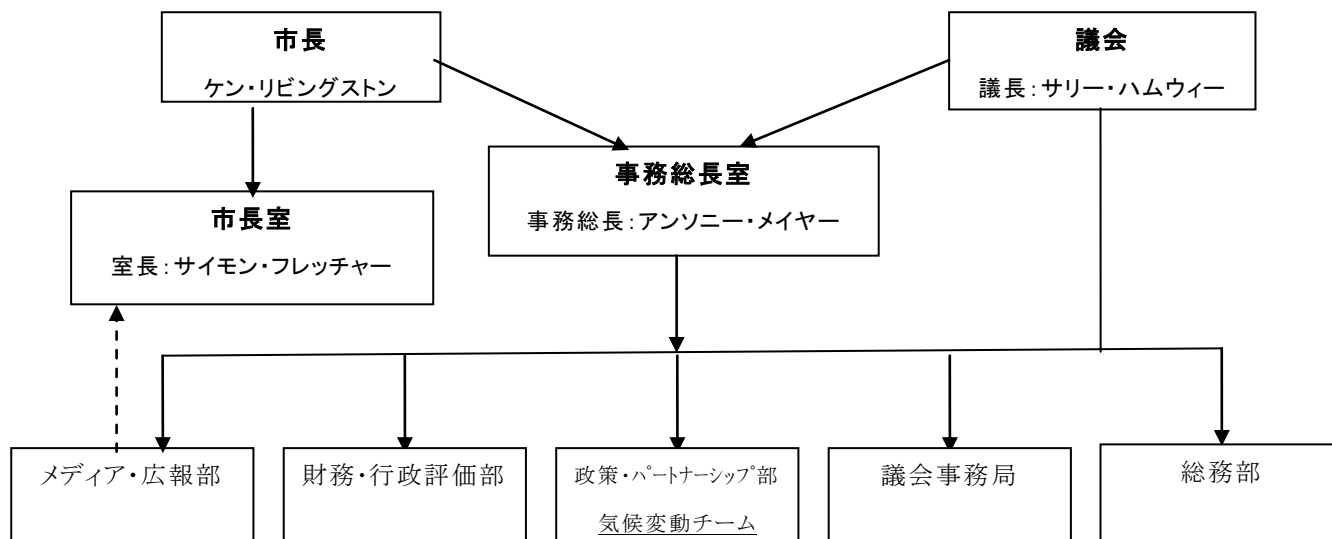 市長
ケン・リビングストン
議会
議長：サリー・ハムウィー
事務総長室
事務総長：アンソニー・メイヤー
市長室
室長：サイモン・フレッチャー
メディア・広報部
財務・行政評価部
政策・パートナーシップ部
気候変動チーム
議会事務局
総務部